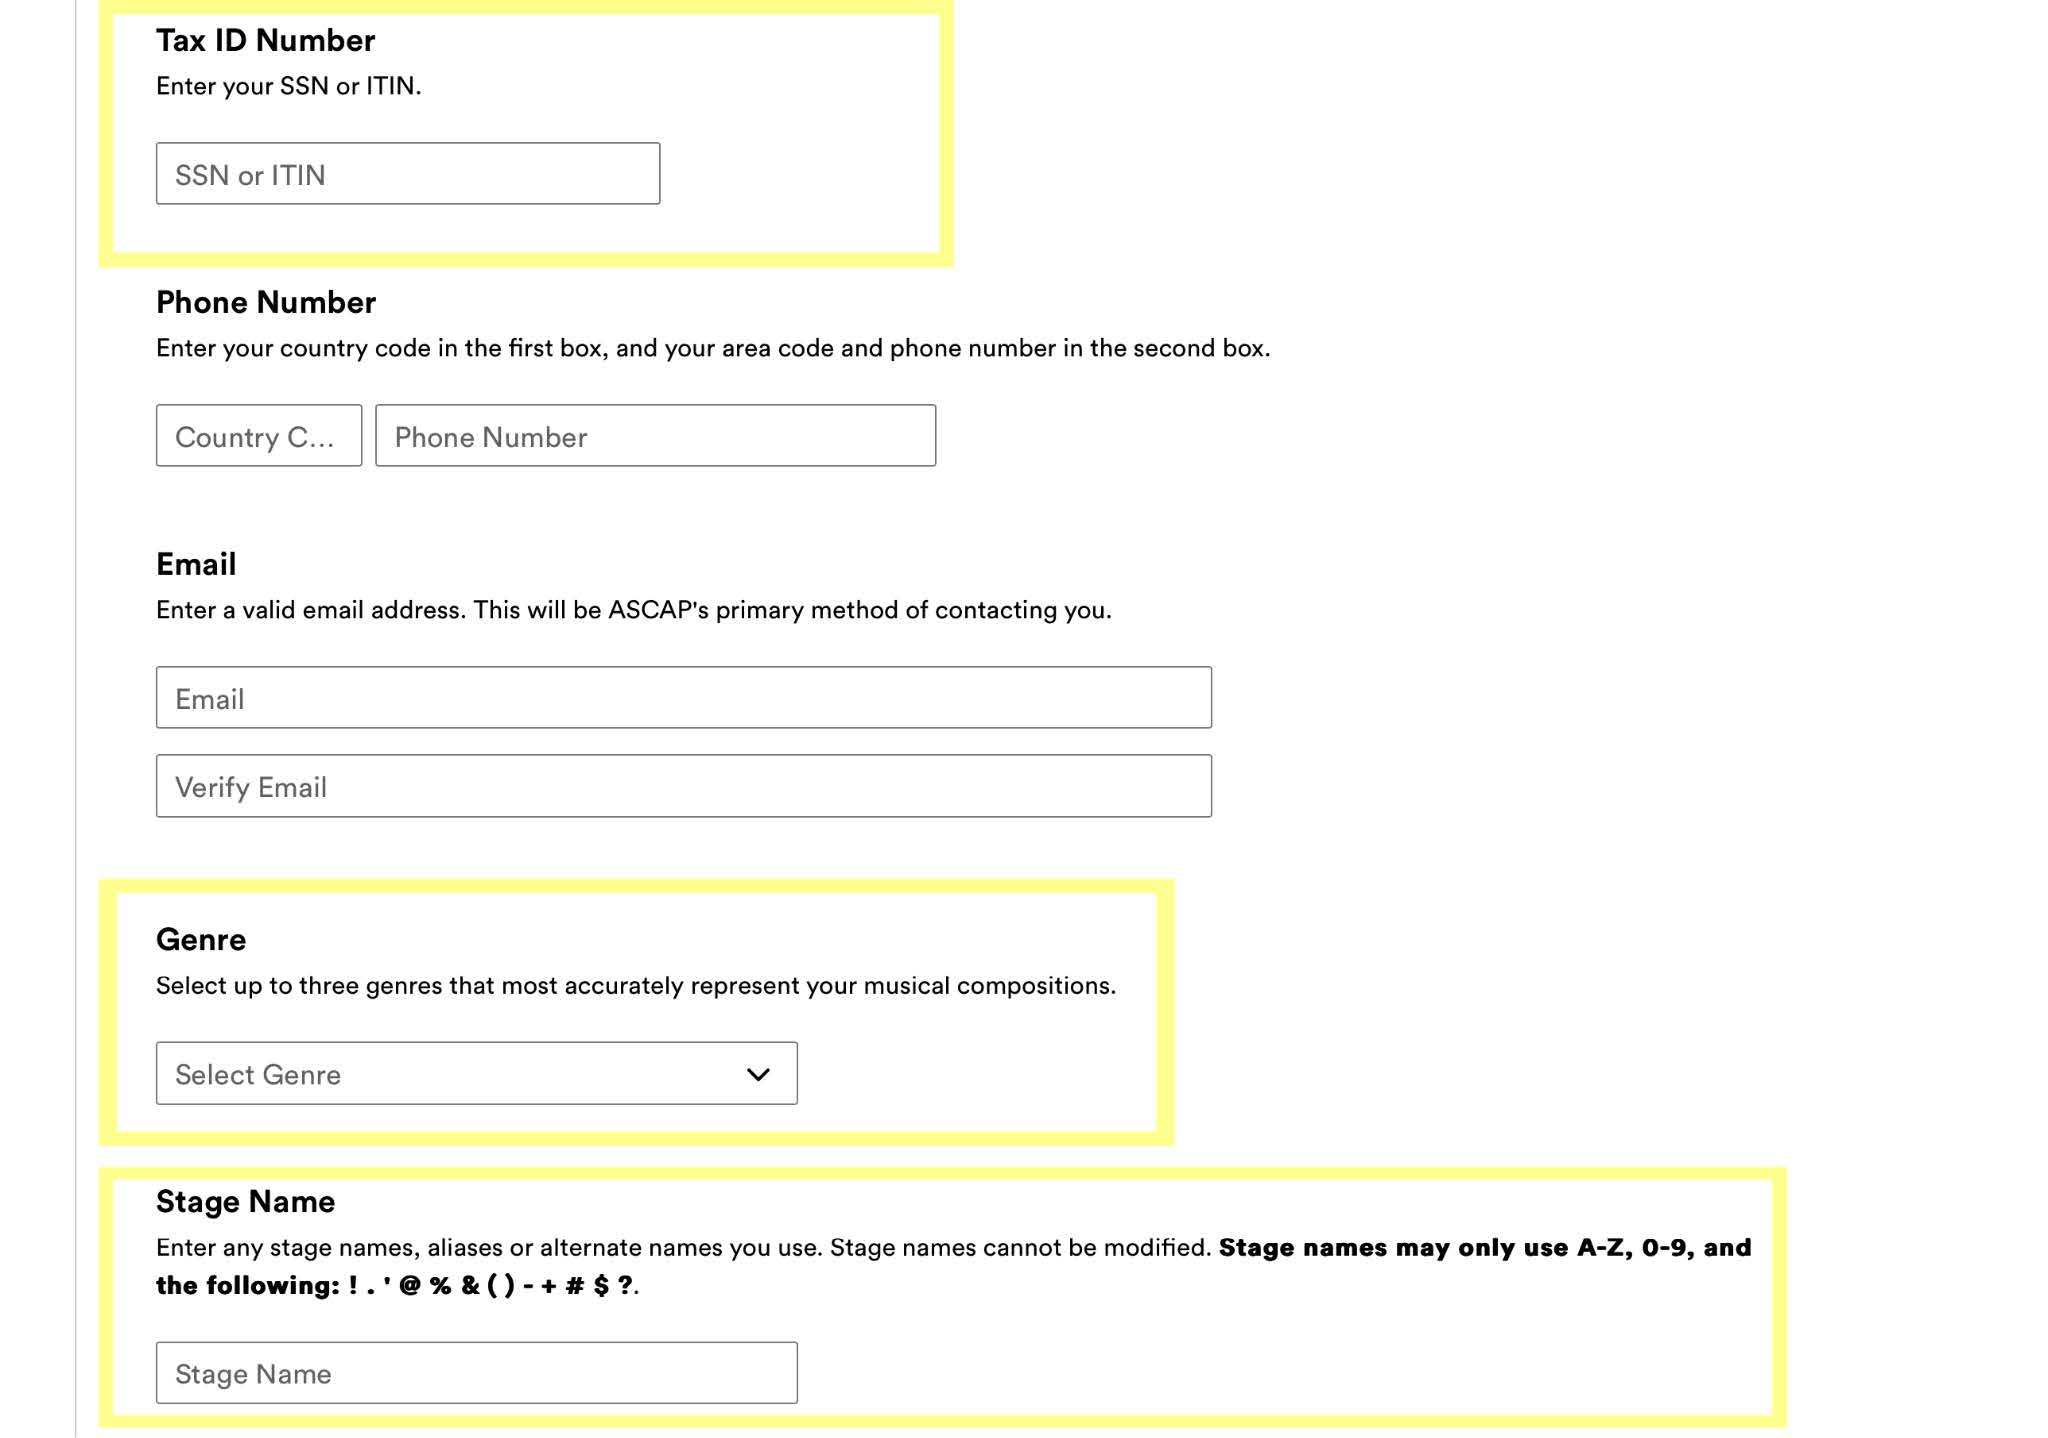 Tax ID Number
Enter your SSN or ITIN.
SSN or ITIN
Phone Number
Enter your country code in the first box, and your area code and phone number in the second box.
Country C...
Phone Number
Email
Enter a valid email address. This will be ASCAP's primary method of contacting you.
Email
Verify Email
Genre
Select up to three genres that most accurately represent your musical compositions.
Select Genre
Stage Name
Enter any stage names, aliases or alternate names you use. Stage names cannot be modified. Stage names may only use A-Z, 0-9, and
the following: ! . ' @ % & ( ) - + # $ ?.
Stage Name